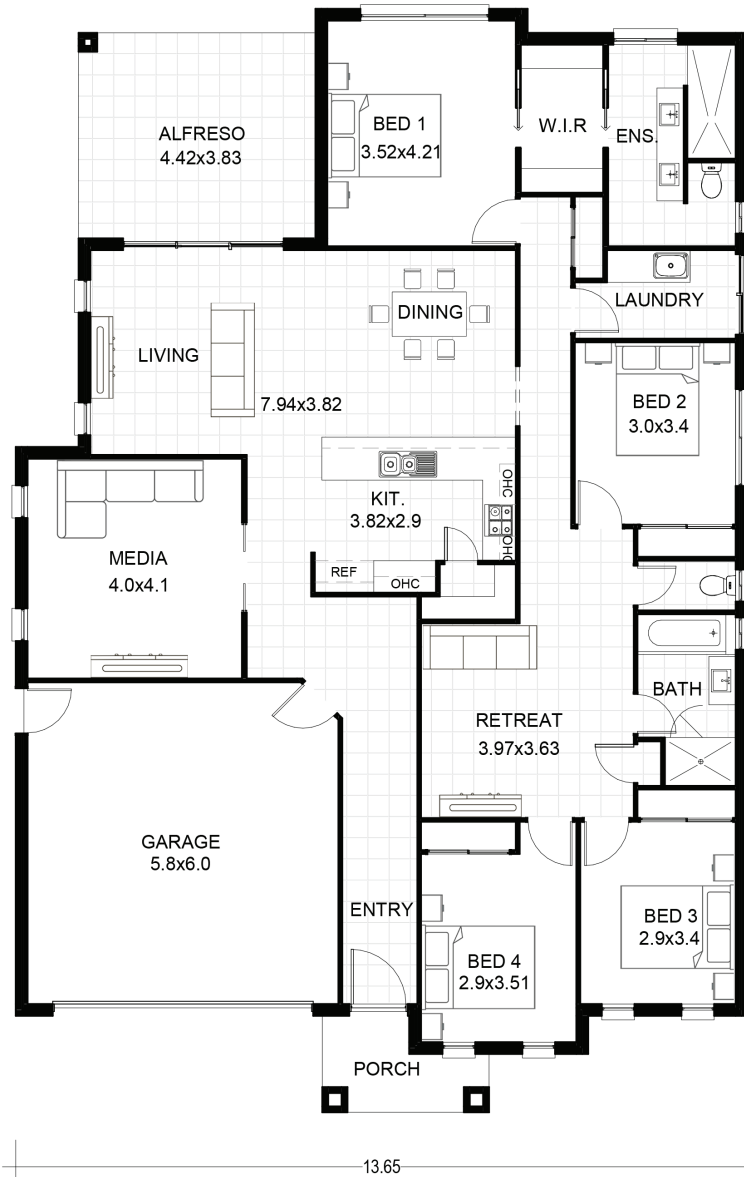 ALFRESO
4.42x3.83
BED 1
3.52x4.21
W.I.R
ENS.
LAUNDRY
DINING
LIVING
7.94x3.82
BED 2
3.0x3.4
OHC
KIT.
3.82x2.9
OHC
MEDIA
4.0x4.1
REF
OHC
BATH
RETREAT
3.97x3.63
GARAGE
5.8x6.0
ENTRY
BED 3
2.9x3.4
BED 4
2.9x3.51
PORCH
13.65